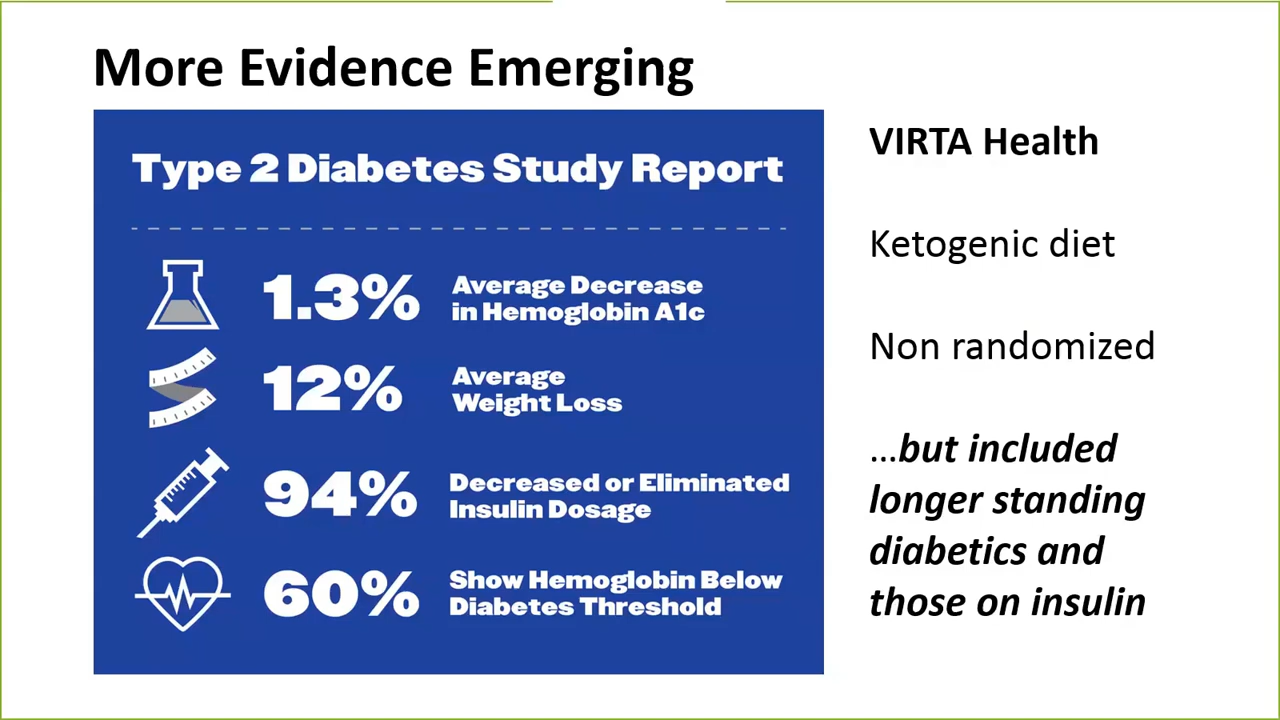 More Evidence Emerging
Type 2 Diabetes Study Report
1.3%
Average Decrease
in Hemoglobin A1c
12%
Average
Weight Loss
94%
Decreased or Eliminated
Insulin Dosage
60%
Show Hemoglobin Below
Diabetes Threshold
VIRTA Health
Ketogenic diet
Non randomized
...but included
longer standing
diabetics and
those on insulin